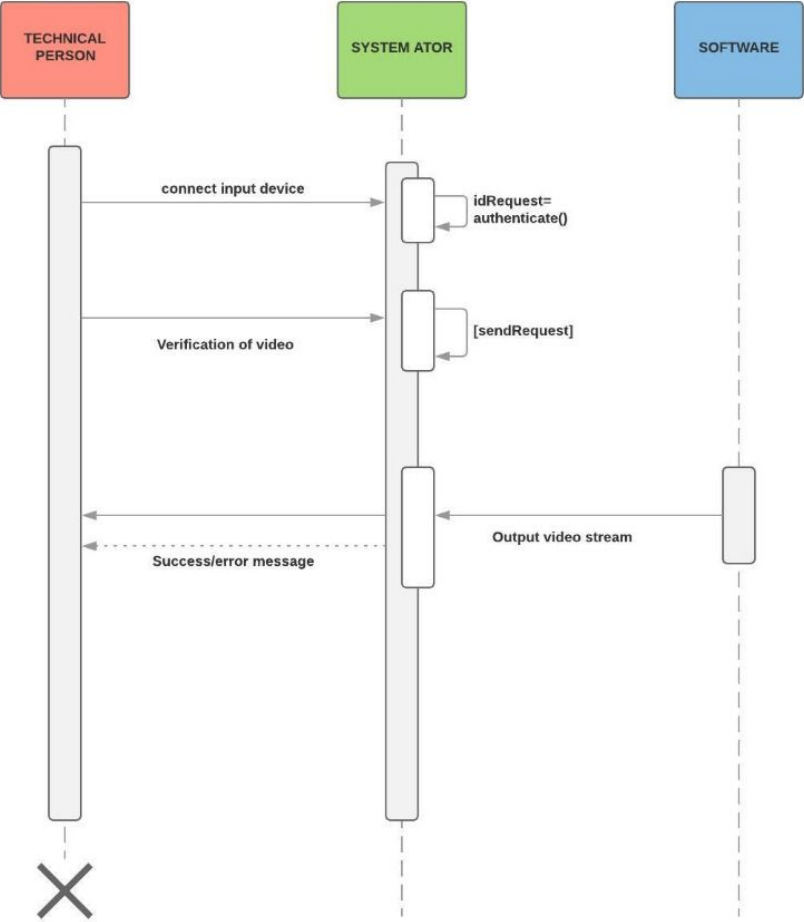 TECHNICAL
PERSON
SYSTEM ATOR
SOFTWARE
connect input device
idRequest=
authenticate()
[sendRequest]
Verification of video
Output video stream
Success/error message